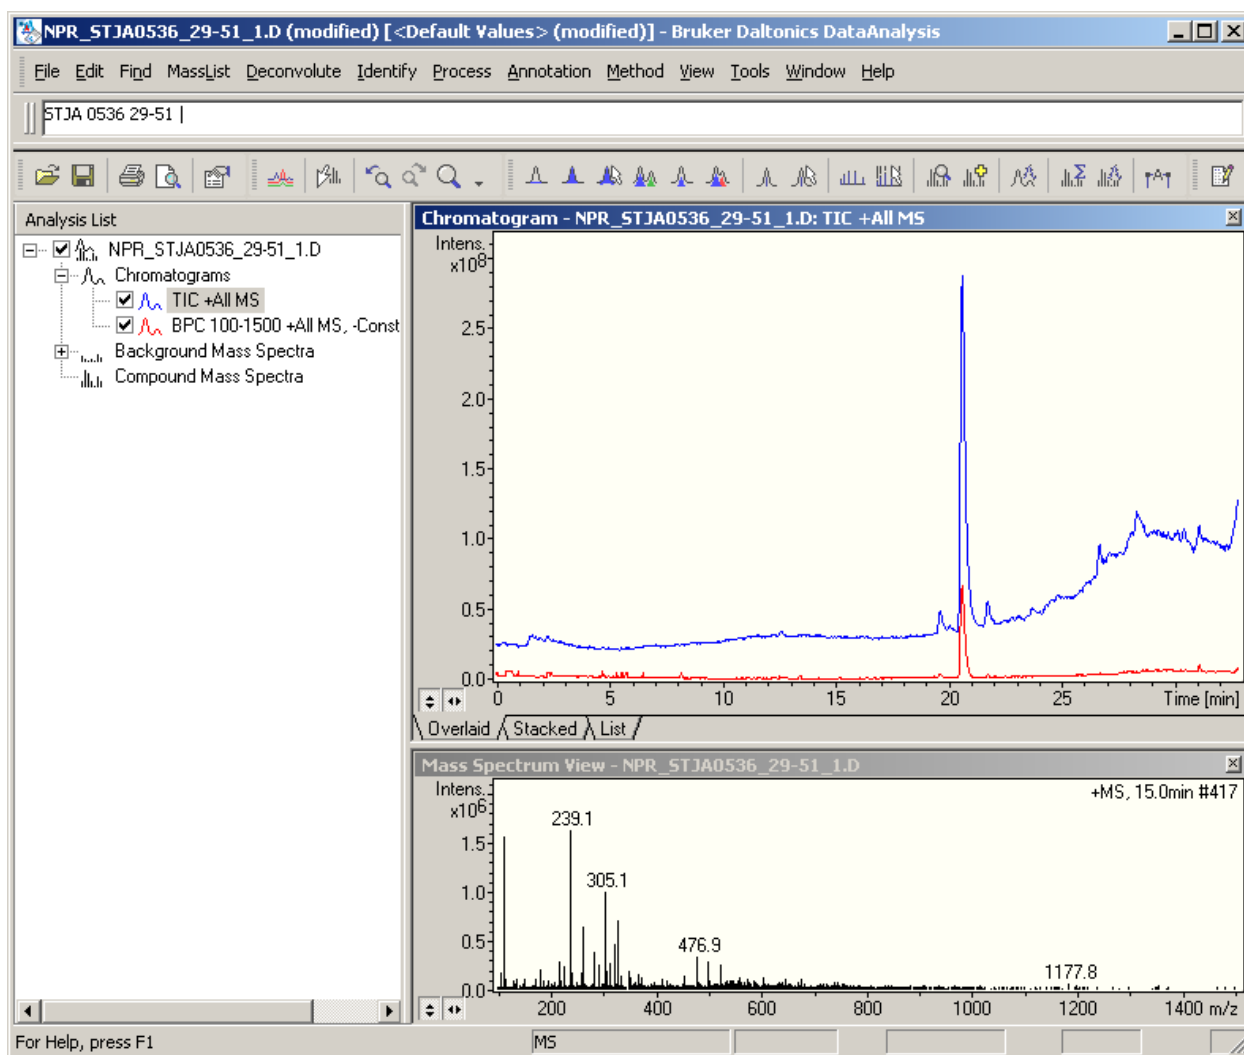 NPR_STJA0536_29-51_1.D (modified) [<Default Values> (modified)] - Bruker Daltonics DataAnalysis
File Edit Find MassList Deconvolute Identify Process Annotation Method View Tools Window Help
STJA 0536 29-51
Analysis List
NPR_STJA0536_29-51_1.D
Chromatograms
TIC +All MS
BPC 100-1500 +All MS, -Const
Background Mass Spectra
Compound Mass Spectra
Chromatogram - NPR_STJA0536_29-51_1.D: TIC +All MS
Intens.
x10⁸
2.5
2.0
1.5
1.0
0.5
0.0
0 5 10 15 20 25 Time [min]
Overlaid Stacked List
Mass Spectrum View - NPR_STJA0536_29-51_1.D
Intens.
x10⁶
+MS, 15.0min #417
1.5
1.0
0.5
0.0
239.1
305.1
476.9
1177.8
200 400 600 800 1000 1200 1400 m/z
For Help, press F1
MS